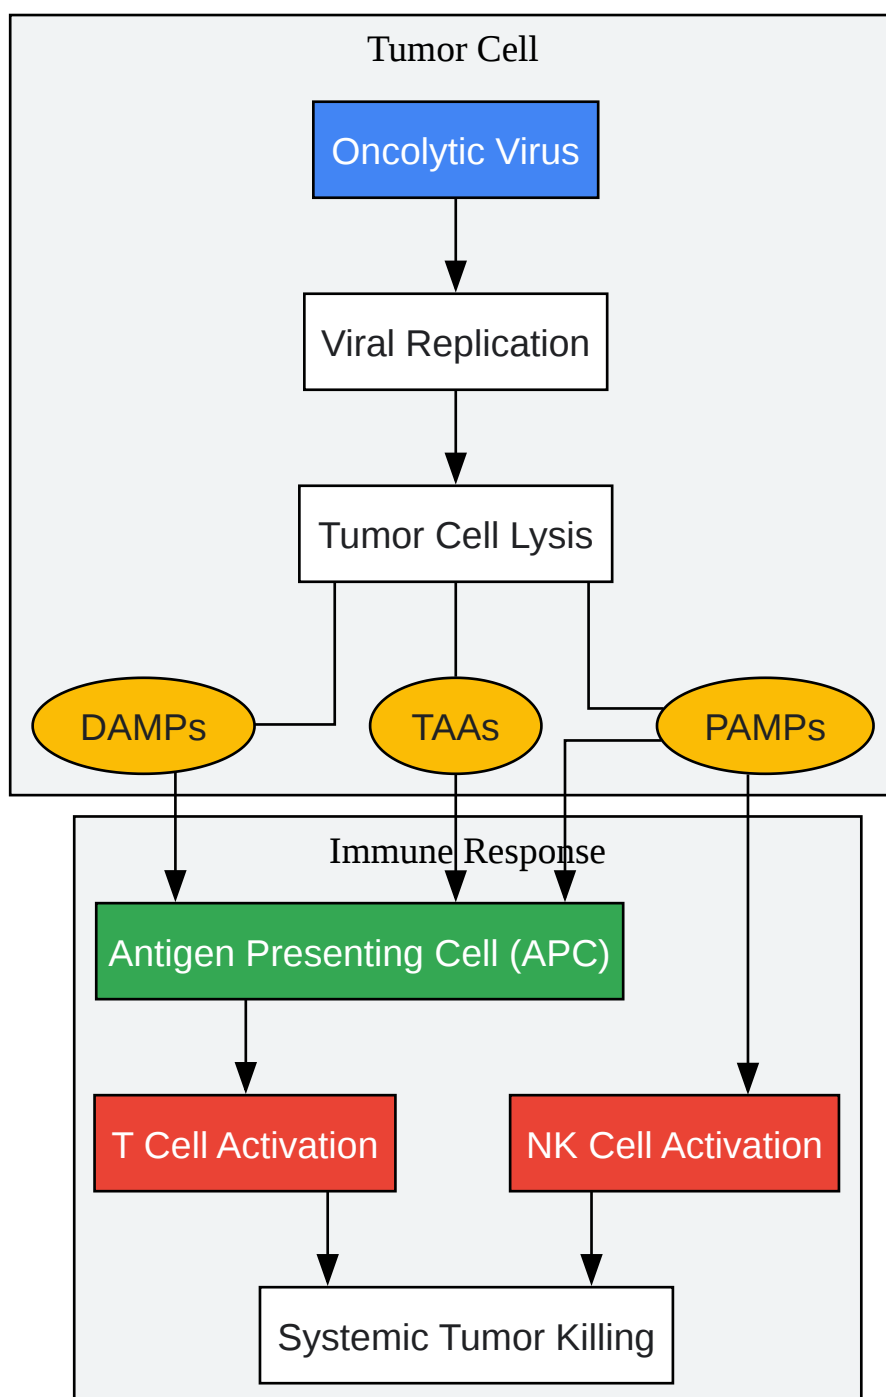 Tumor Cell
Oncolytic Virus
Viral Replication
Tumor Cell Lysis
DAMPs
TAAs
PAMPs
Immune Response
Antigen Presenting Cell (APC)
T Cell Activation
NK Cell Activation
Systemic Tumor Killing